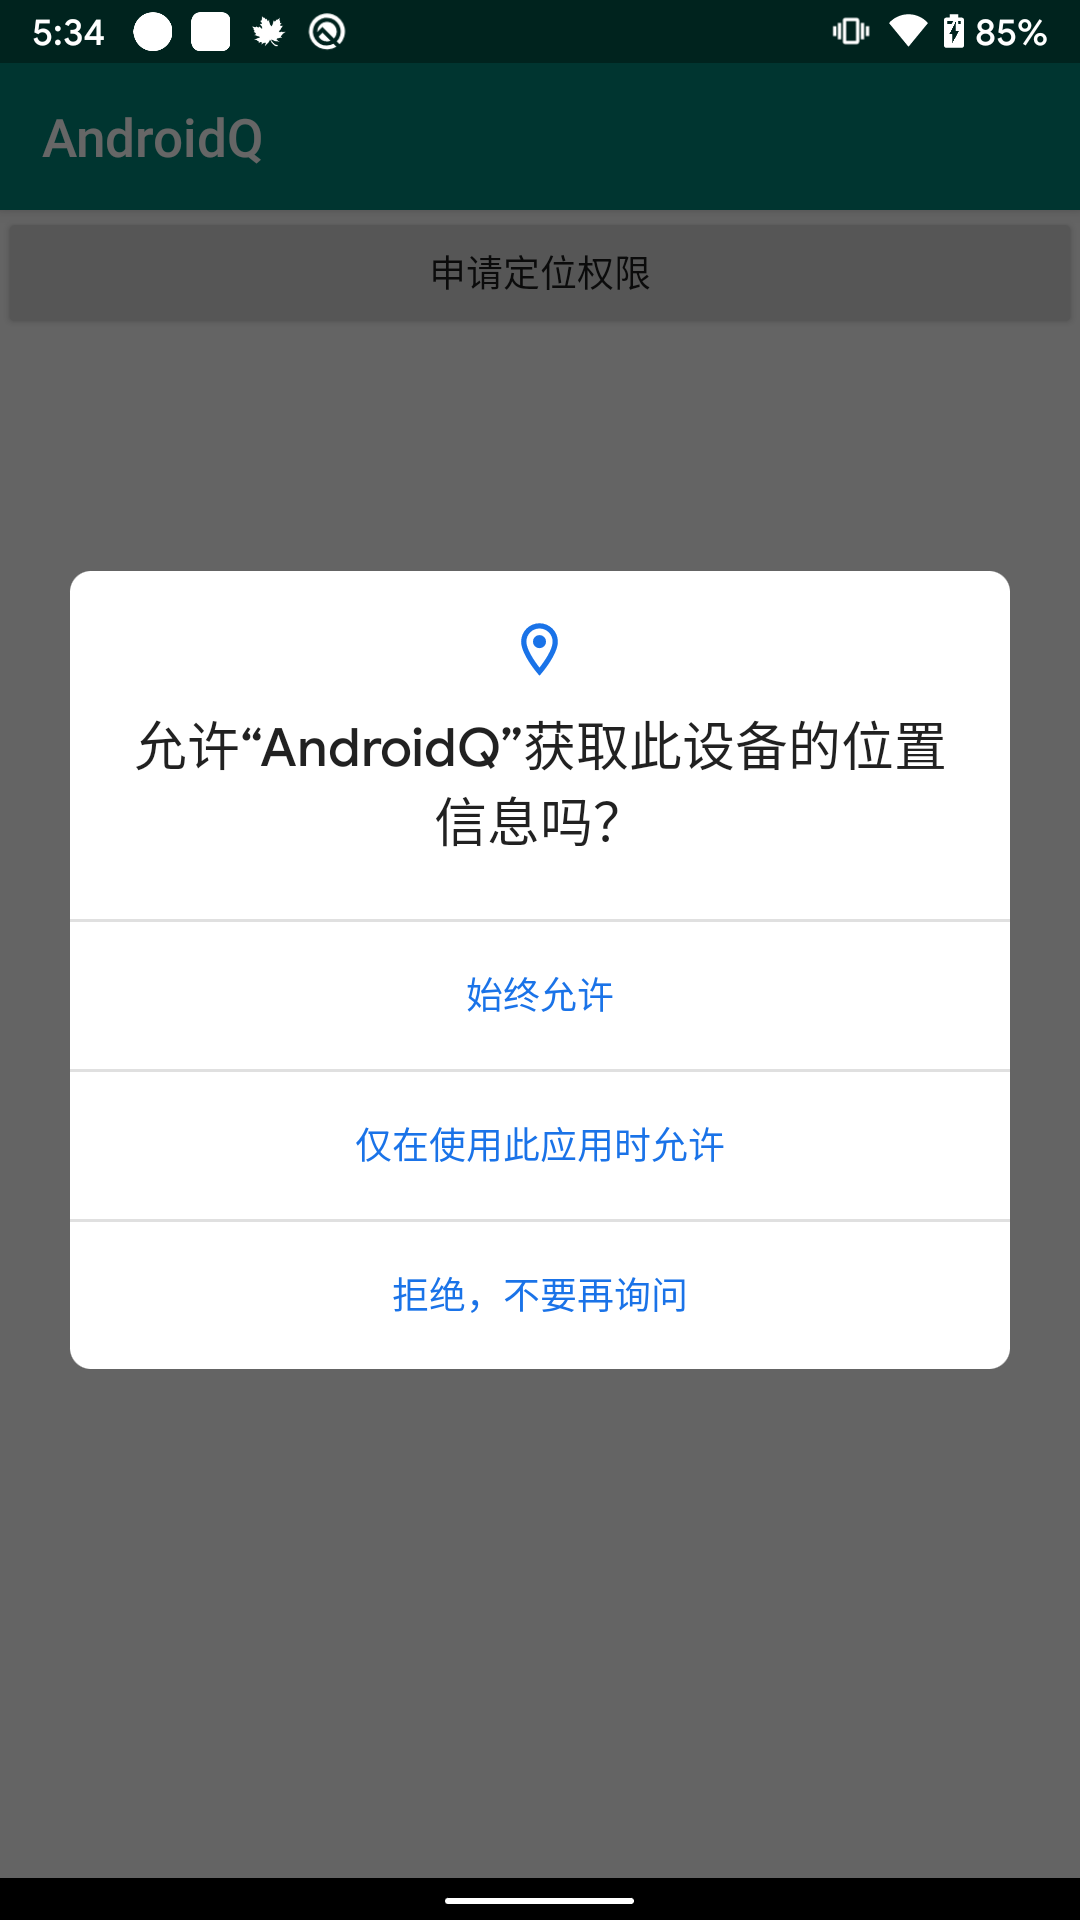 5:34 85%
AndroidQ
申请定位权限
允许“AndroidQ”获取此设备的位置
信息吗？
始终允许
仅在使用此应用时允许
拒绝，不要再询问